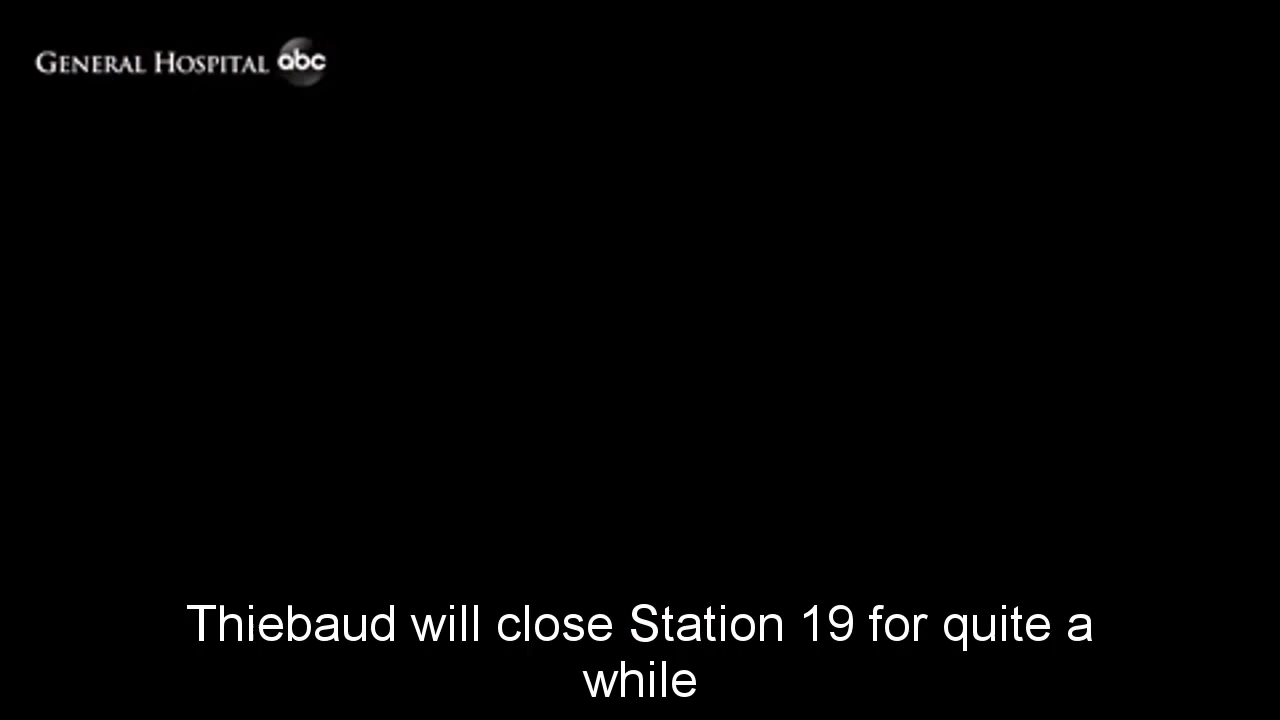 GENERAL HOSPITAL abc
Thiebaud will close Station 19 for quite a
while